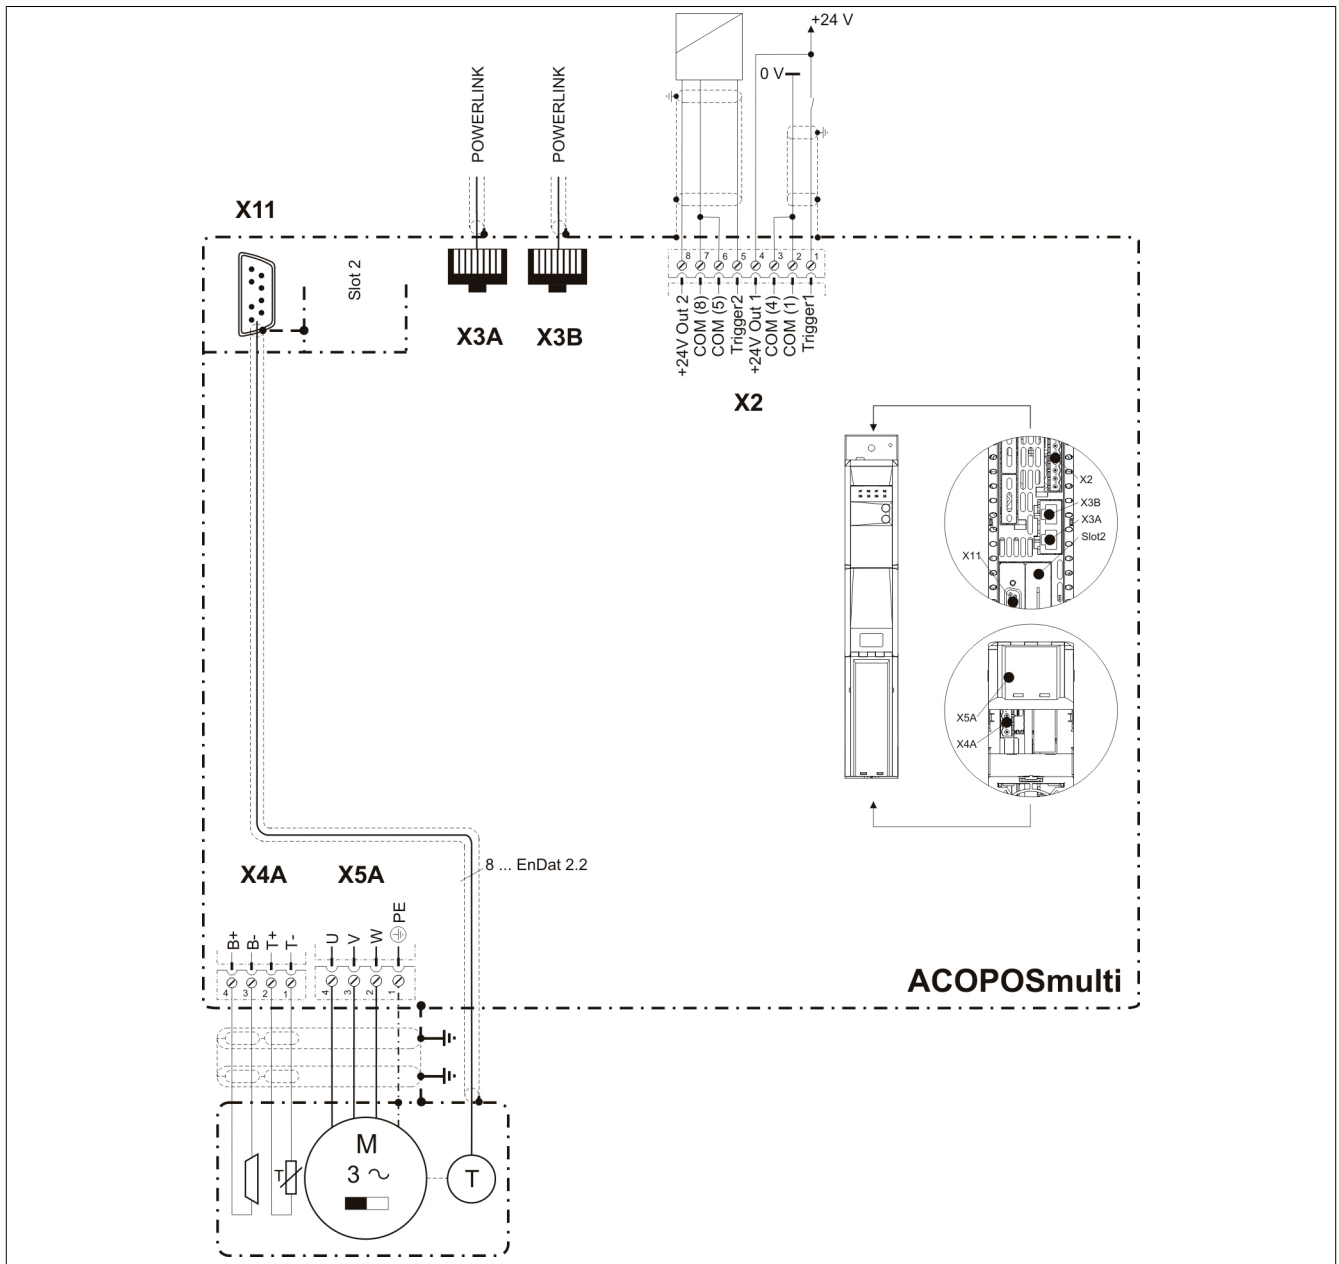 +24 V
0 V
POWERLINK
POWERLINK
X11
Slot 2
X3A
X3B
8
7
6
5
4
3
2
1
+24V Out 2
COM (8)
COM (5)
Trigger2
+24V Out 1
COM (4)
COM (1)
Trigger1
X2
X2
X3B
X3A
Slot2
X11
X5A
X4A
8 ... EnDat 2.2
X4A
X5A
B+
B-
T+
T-
U
V
W
PE
4
3
2
1
4
3
2
1
ACOPOSmulti
M
3 ~
T
T